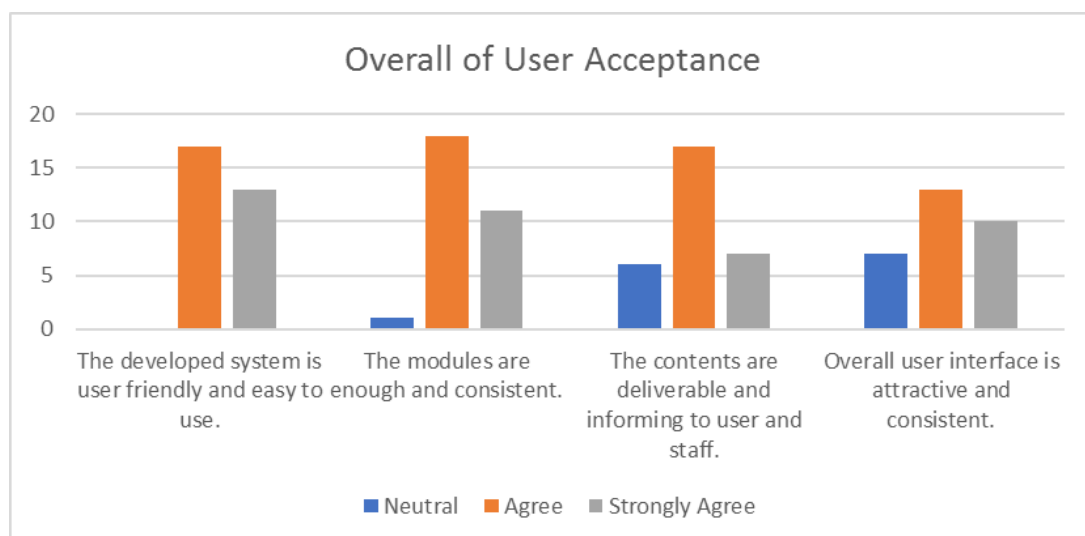 Overall of User Acceptance
20
15
10
5
0
The developed system is
user friendly and easy to
use.
The modules are
enough and consistent.
The contents are
deliverable and
informing to user and
staff.
Overall user interface is
attractive and
consistent.
Neutral
Agree
Strongly Agree